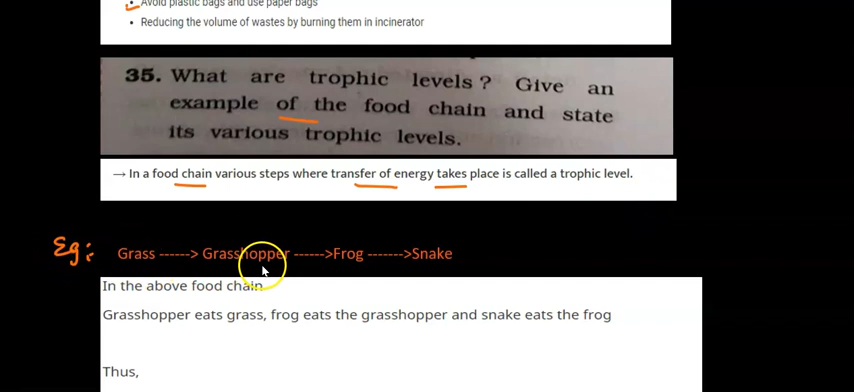 • Avoid plastic bags and use paper bags
• Reducing the volume of wastes by burning them in incinerator
35. What are trophic levels? Give an
example of the food chain and state
its various trophic levels.
→ In a food chain various steps where transfer of energy takes place is called a trophic level.
Eg:
Grass ------> Grasshopper ------>Frog ------->Snake
In the above food chain
Grasshopper eats grass, frog eats the grasshopper and snake eats the frog
Thus,